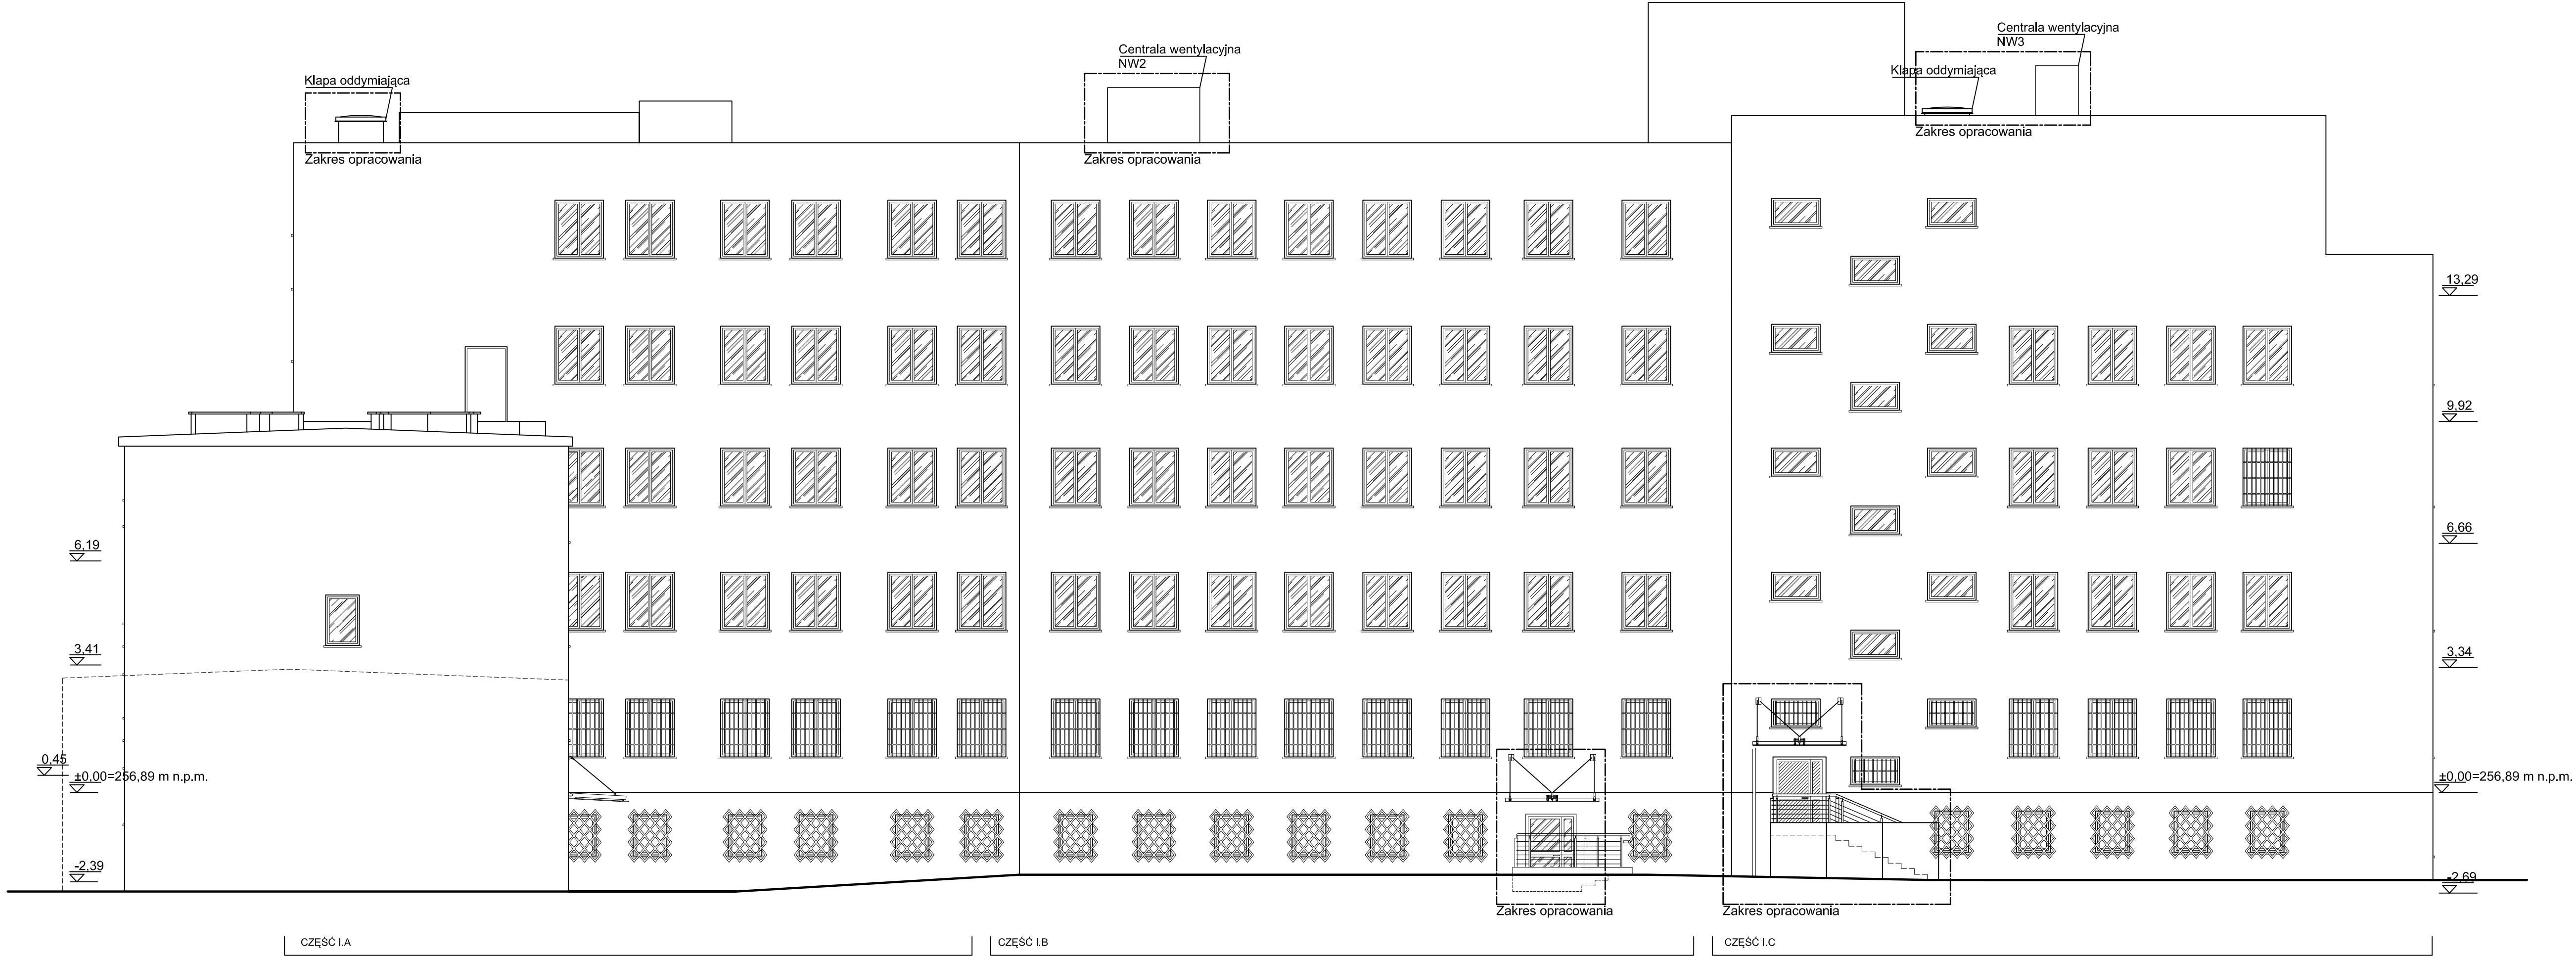 Centrala wentylacyjna
NW3
Centrala wentylacyjna
NW2
Klapa oddymiająca
Klapa oddymiająca
Zakres opracowania
Zakres opracowania
Zakres opracowania
13,29
9,92
6,66
6,19
3,41
3,34
0,45
±0,00=256,89 m n.p.m.
±0,00=256,89 m n.p.m.
-2,39
-2,69
Zakres opracowania
Zakres opracowania
CZĘŚĆ I.A
CZĘŚĆ I.B
CZĘŚĆ I.C